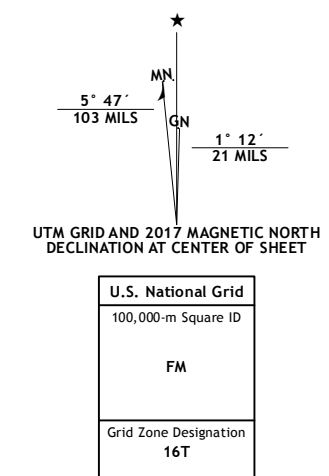 ★
MN.
5° 47´
103 MILS
GN
1° 12´
21 MILS
UTM GRID AND 2017 MAGNETIC NORTH
DECLINATION AT CENTER OF SHEET
U.S. National Grid
100,000-m Square ID
FM
Grid Zone Designation
16T